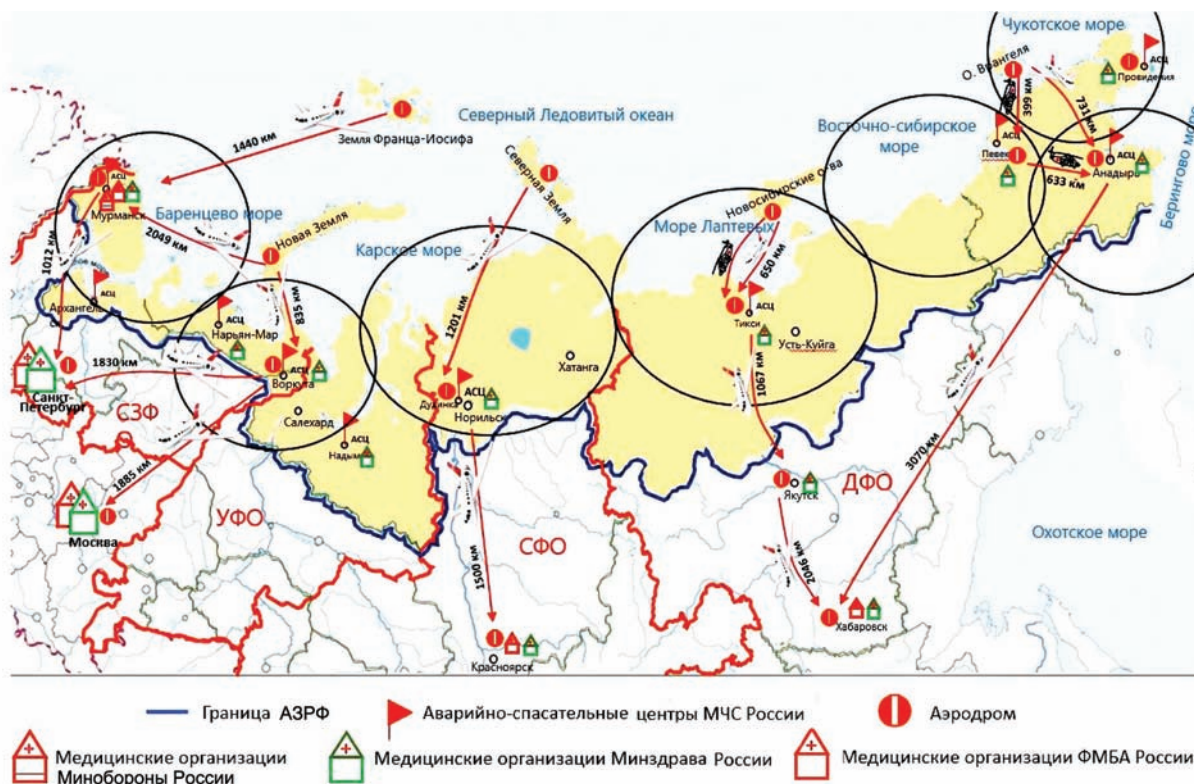 Чукотское море
О. Врангеля
АСЦ
Провидения
399 км
731 км
Северный Ледовитый океан
Восточно-сибирское
море
1440 км
Земля Франца-Иосифа
АСЦ
Певек
АСЦ
Анадырь
633 км
Берингово море
Северная Земля
Новосибирские о-ва
АСЦ
Мурманск
Баренцево море
2049 км
Новая Земля
Карское море
Море Лаптевых
650 км
1012 км
835 км
АСЦ
Архангельск
АСЦ
Нарьян-Мар
1201 км
АСЦ
Тикси
Усть-Куйга
1830 км
АСЦ
Воркута
Хатанга
1067 км
Санкт-
Петербург
СЗФ
Салехард
АСЦ
Дудинка
Норильск
АСЦ
Надым
3070 км
1885 км
Якутск
ДФО
Москва
УФО
СФО
1500 км
2046 км
Охотское море
Хабаровск
Красноярск
Граница АЗРФ
Аварийно-спасательные центры МЧС России
Аэродром
Медицинские организации
Минобороны России
Медицинские организации Минздрава России
Медицинские организации ФМБА России